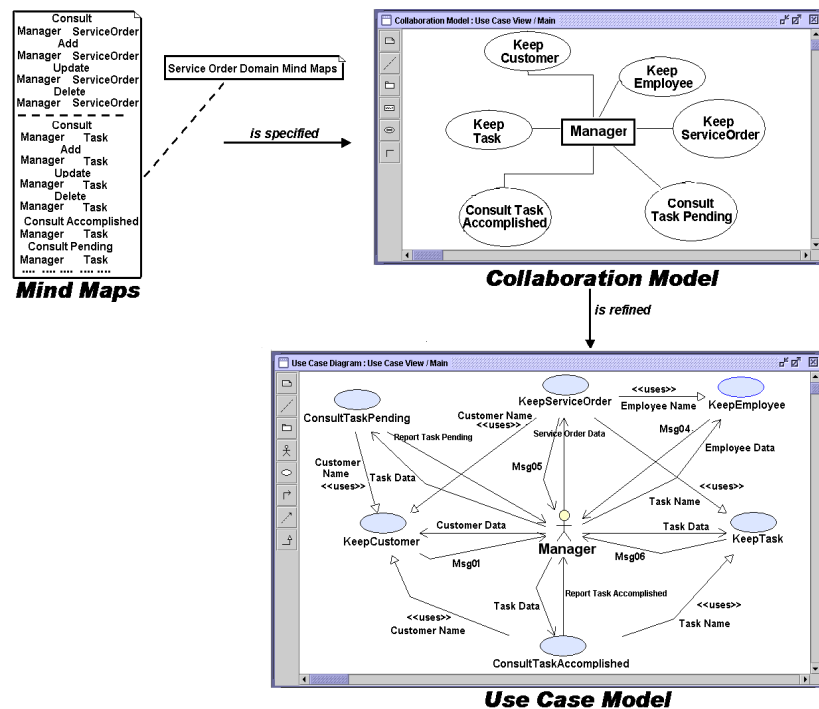 Consult
Manager ServiceOrder
Add
Manager ServiceOrder
Update
Manager ServiceOrder
Delete
Manager ServiceOrder
Consult
Manager Task
Add
Manager Task
Update
Manager Task
Delete
Manager Task
Consult Accomplished
Manager Task
Consult Pending
Manager Task
.... .... .... .... ....
Mind Maps
Service Order Domain Mind Maps
is specified
Collaboration Model : Use Case View / Main
Keep
Customer
Keep
Employee
Keep
Task
Manager
Keep
ServiceOrder
Consult Task
Accomplished
Consult
Task Pending
Collaboration Model
is refined
Use Case Diagram : Use Case View / Main
ConsultTaskPending
KeepServiceOrder
KeepEmployee
<<uses>>
Employee Name
Customer Name
<<uses>>
Report Task Pending
Service Order Data
Msg04
Employee Data
Customer
Name
<<uses>>
Task Data
Msg05
<<uses>>
Task Name
KeepCustomer
Customer Data
Msg01
Manager
Task Data
Msg06
KeepTask
Task Data
Report Task Accomplished
<<uses>>
Customer Name
<<uses>>
Task Name
ConsultTaskAccomplished
Use Case Model